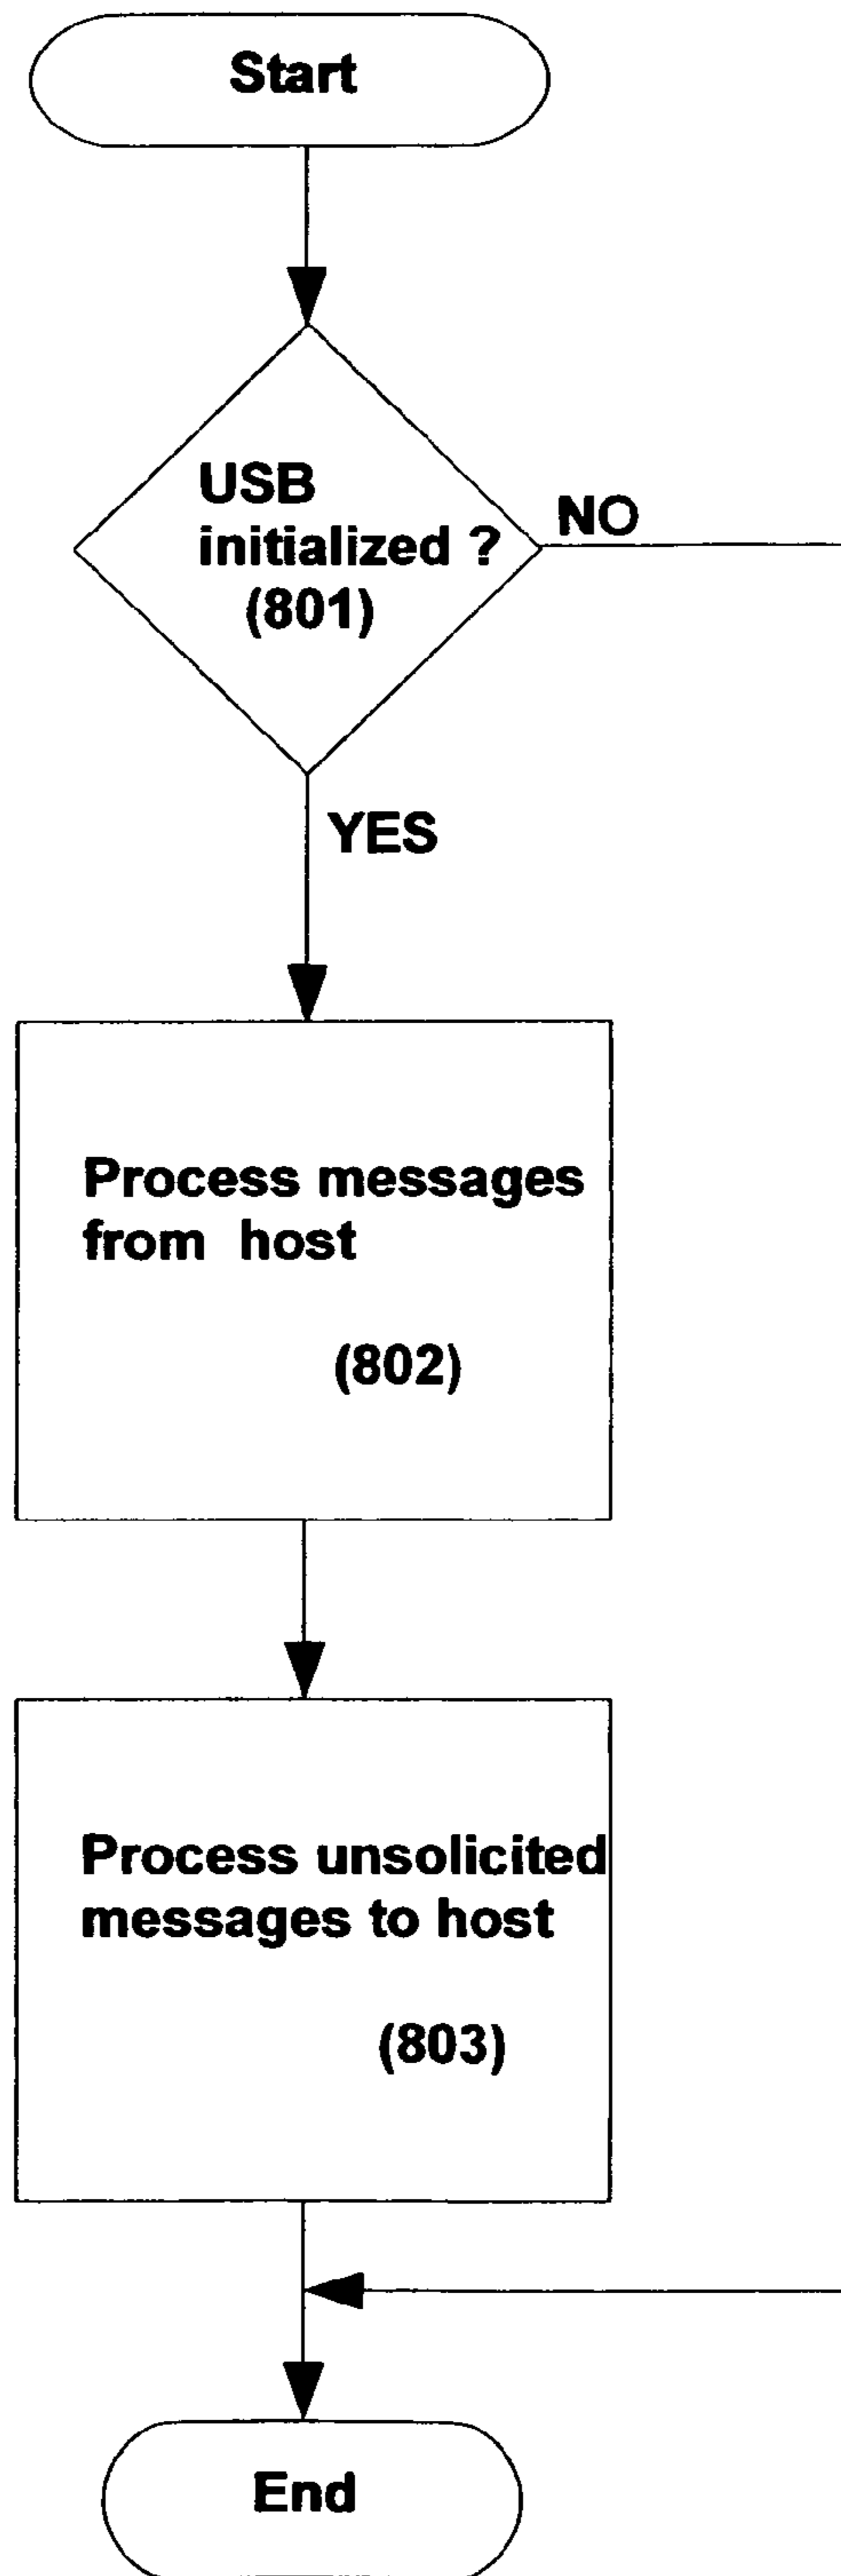 Start
USB
initialized ?
(801)
NO
YES
Process messages
from host
(802)
Process unsolicited
messages to host
(803)
End